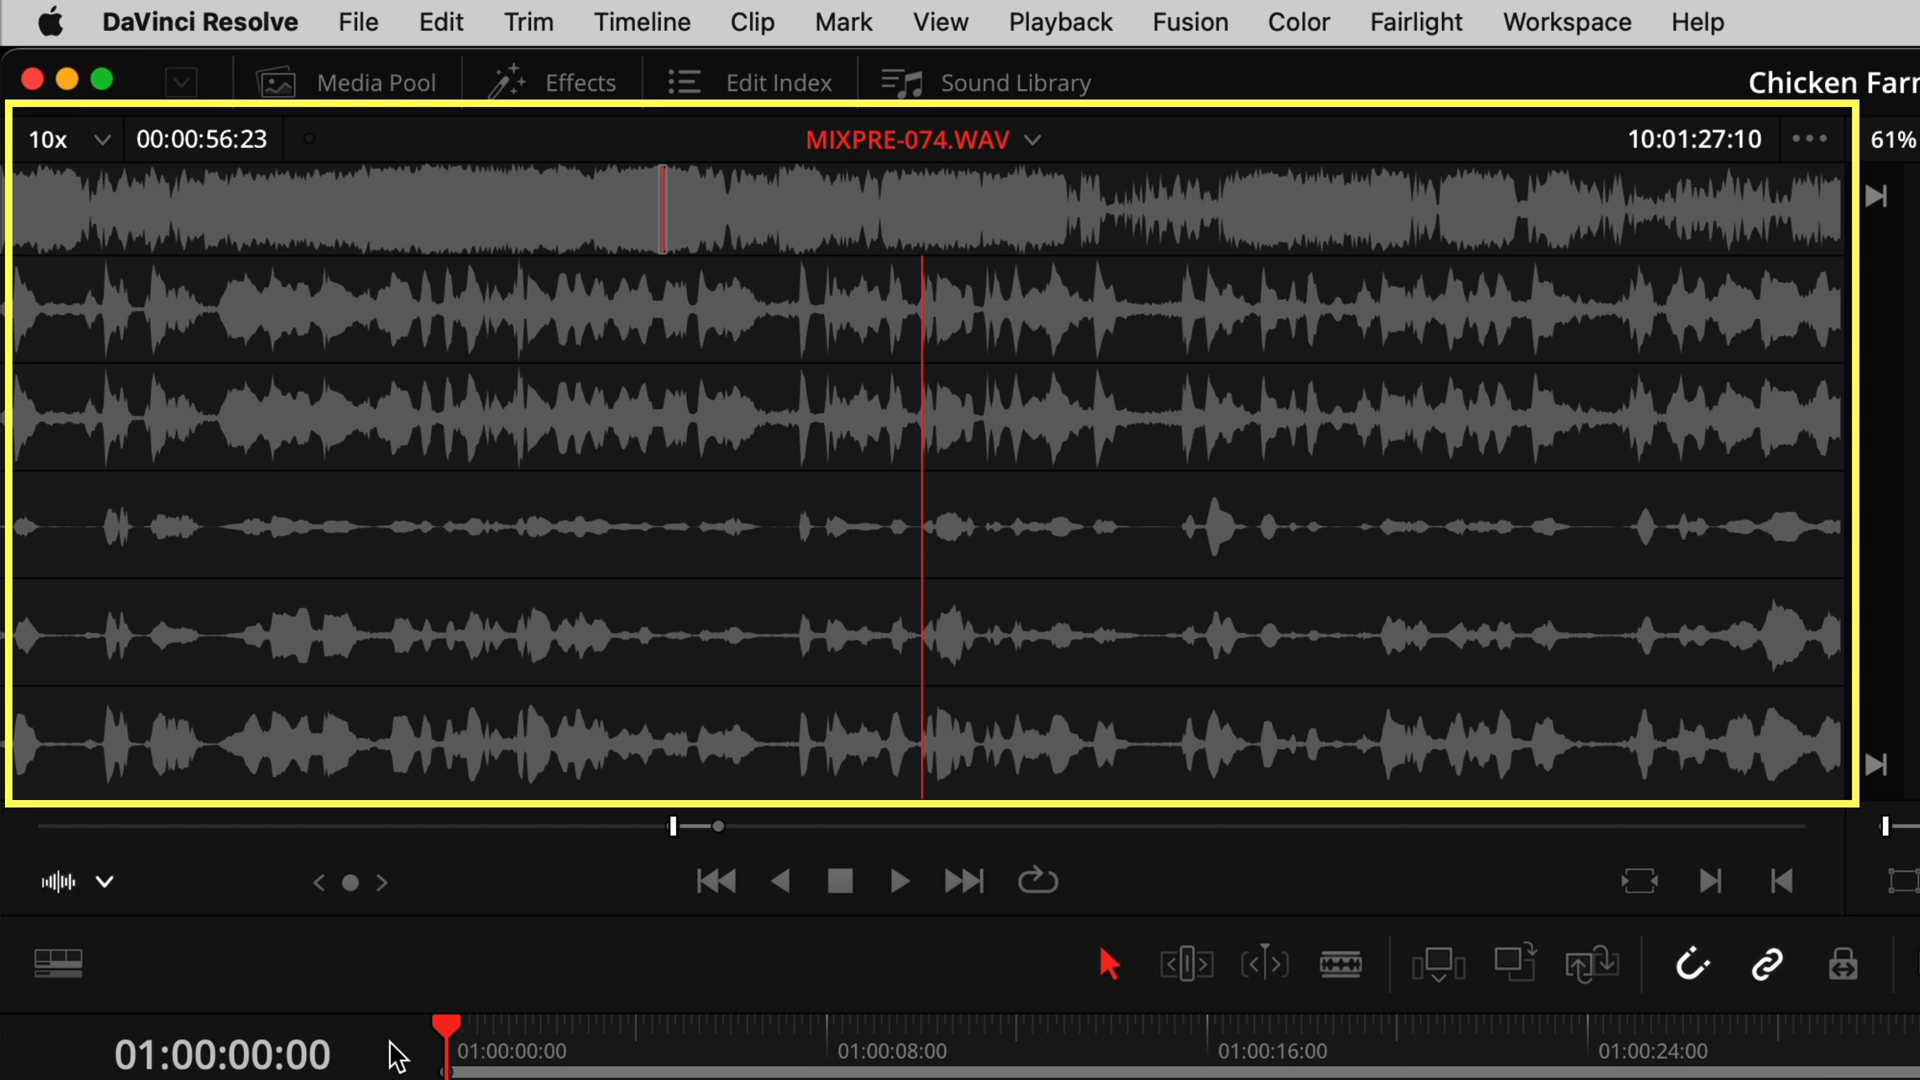 DaVinci Resolve File Edit Trim Timeline Clip Mark View Playback Fusion Color Fairlight Workspace Help
Media Pool Effects Edit Index Sound Library Chicken Farm
10x 00:00:56:23 MIXPRE-074.WAV 10:01:27:10 61%
01:00:00:00 01:00:00:00 01:00:08:00 01:00:16:00 01:00:24:00